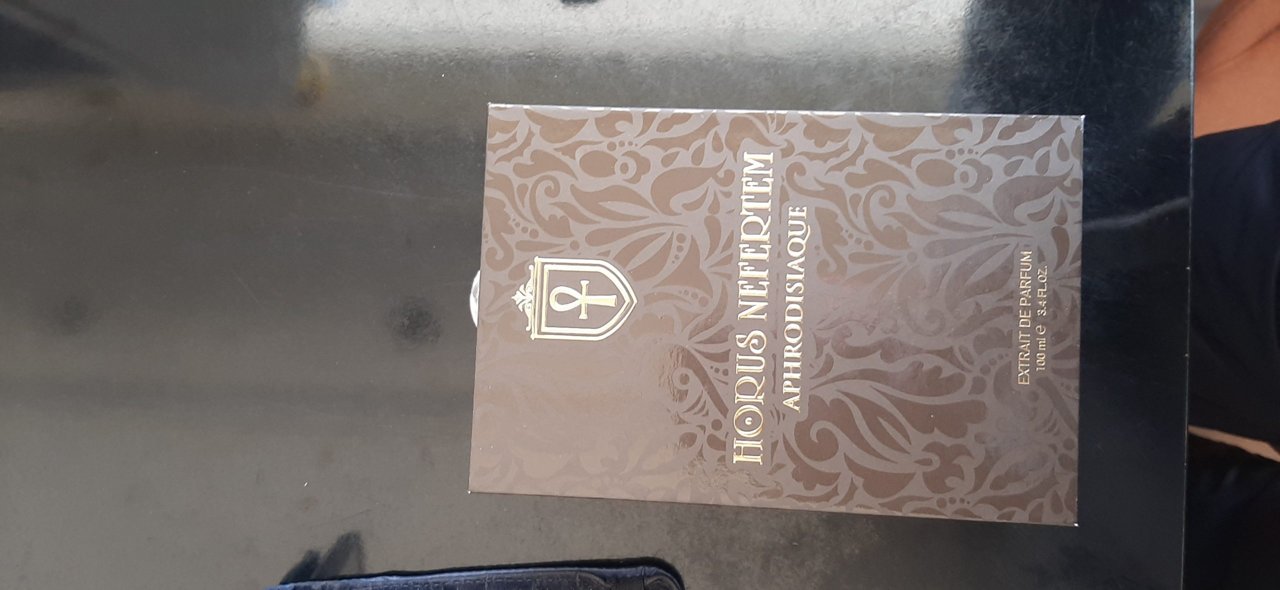 HORUS NEFERTEM
APHRODISIAQUE
EXTRAIT DE PARFUM
100 ml e 3.4 FL.OZ.